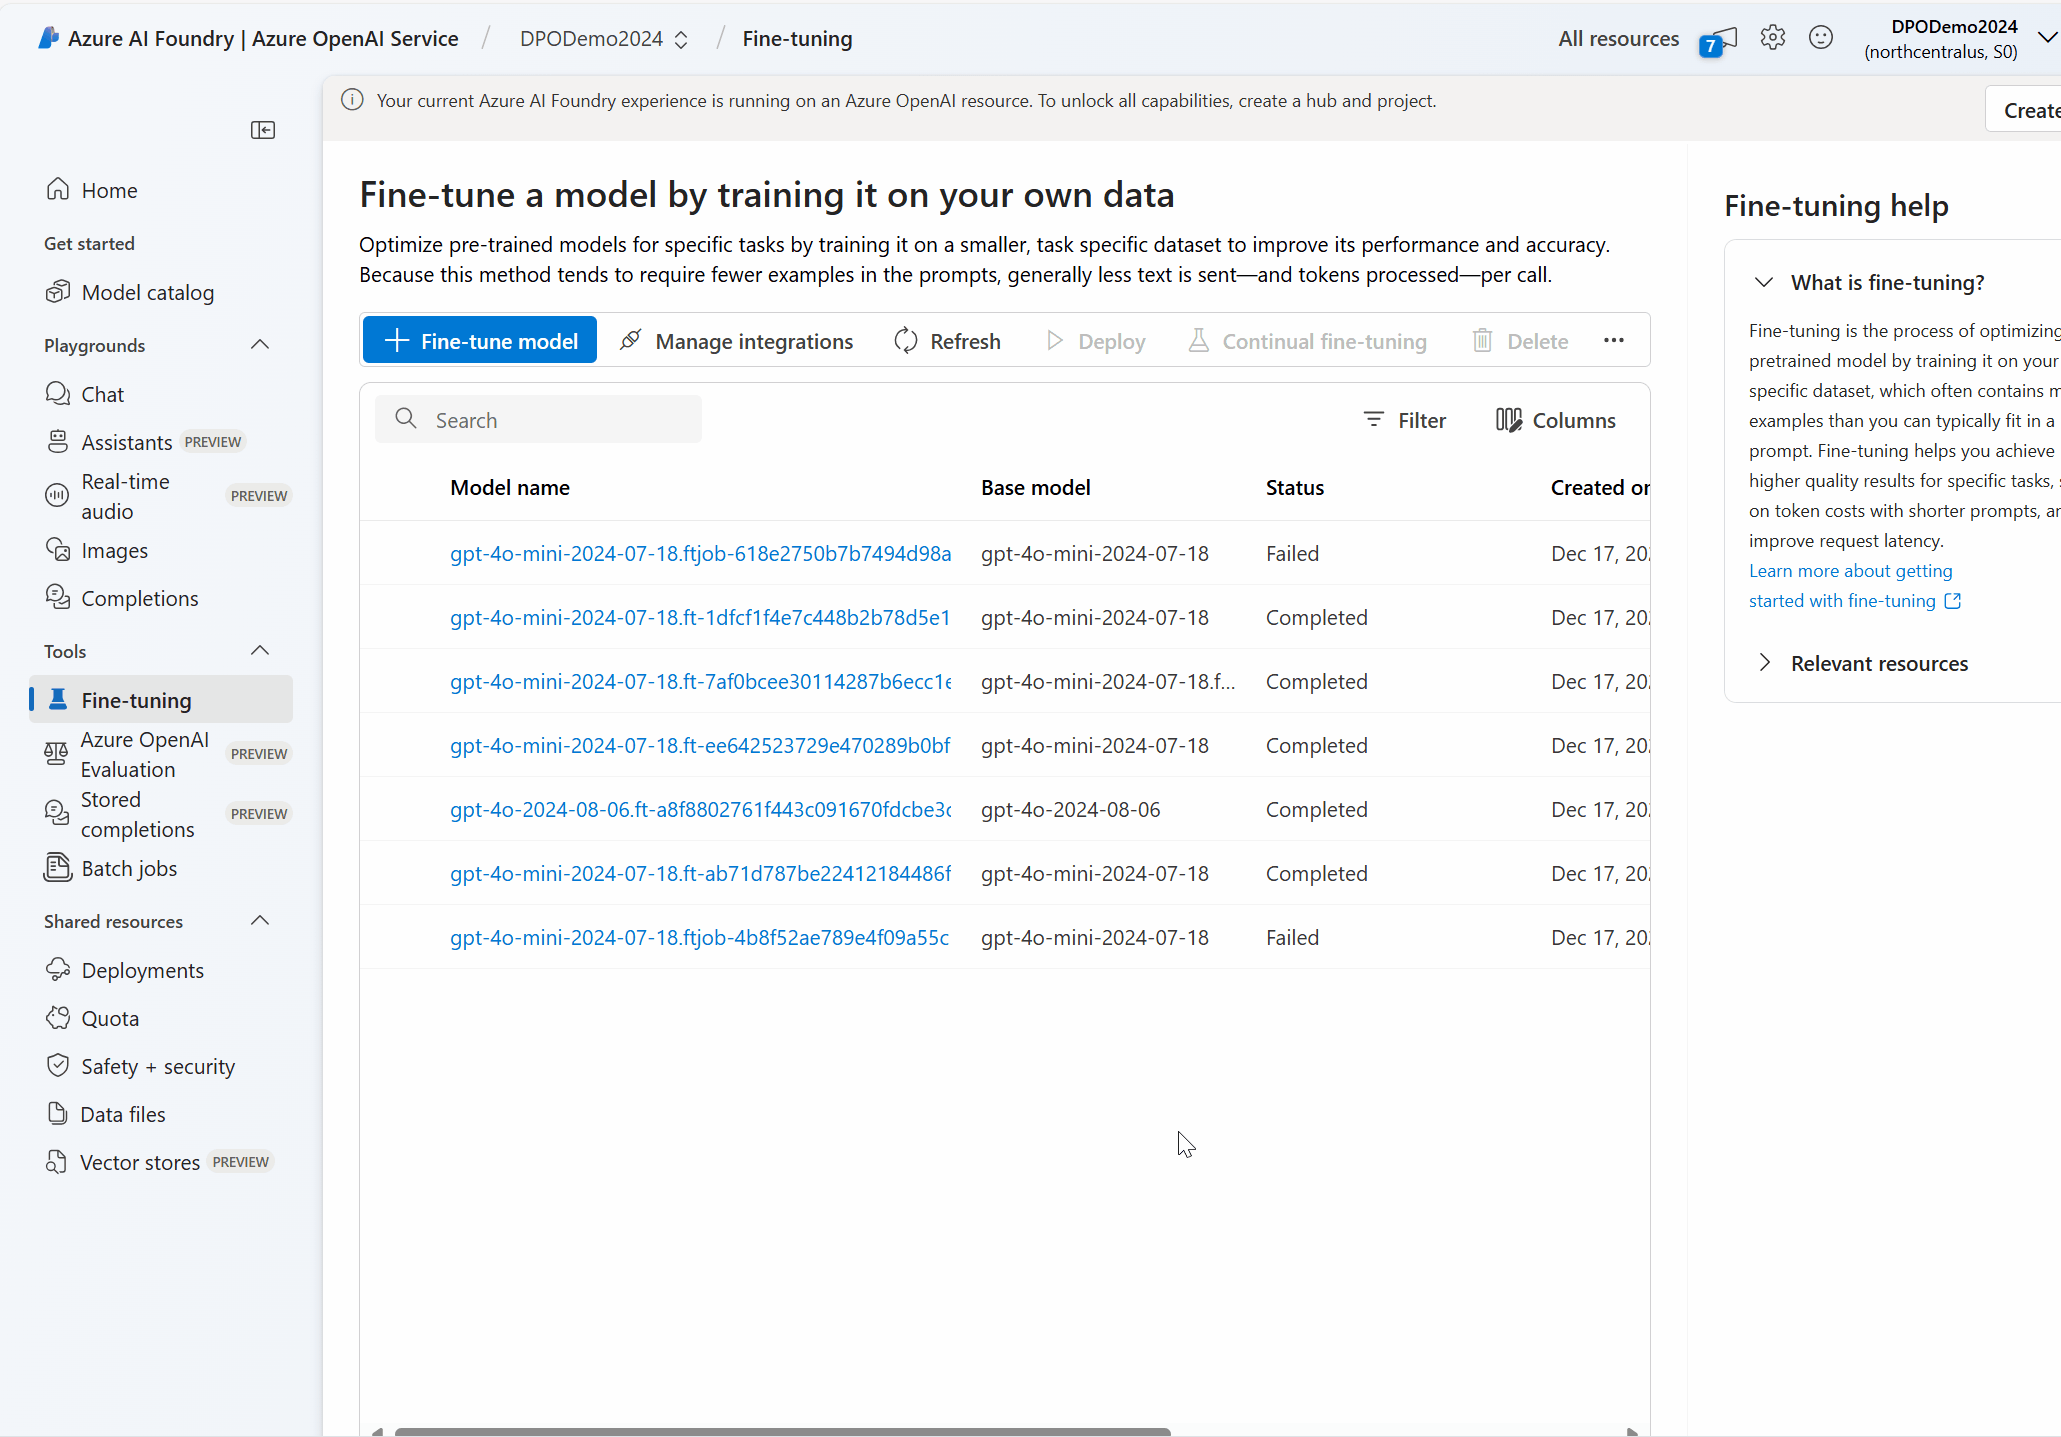 Azure AI Foundry | Azure OpenAI Service / DPODemo2024 / Fine-tuning
All resources
7
DPODemo2024
(northcentralus, S0)
Your current Azure AI Foundry experience is running on an Azure OpenAI resource. To unlock all capabilities, create a hub and project.
Create
Home
Get started
Model catalog
Playgrounds
Chat
Assistants PREVIEW
Real-time
audio
PREVIEW
Images
Completions
Tools
Fine-tuning
Azure OpenAI
Evaluation
PREVIEW
Stored
completions
PREVIEW
Batch jobs
Shared resources
Deployments
Quota
Safety + security
Data files
Vector stores PREVIEW
Fine-tune a model by training it on your own data
Optimize pre-trained models for specific tasks by training it on a smaller, task specific dataset to improve its performance and accuracy.
Because this method tends to require fewer examples in the prompts, generally less text is sent—and tokens processed—per call.
Fine-tune model Manage integrations Refresh Deploy Continual fine-tuning Delete ...
Search Filter Columns
Model name Base model Status Created on
gpt-4o-mini-2024-07-18.ftjob-618e2750b7b7494d98a gpt-4o-mini-2024-07-18 Failed Dec 17, 202
gpt-4o-mini-2024-07-18.ft-1dfcf1f4e7c448b2b78d5e1 gpt-4o-mini-2024-07-18 Completed Dec 17, 202
gpt-4o-mini-2024-07-18.ft-7af0bcee30114287b6ecc1e gpt-4o-mini-2024-07-18.f... Completed Dec 17, 202
gpt-4o-mini-2024-07-18.ft-ee642523729e470289b0bf gpt-4o-mini-2024-07-18 Completed Dec 17, 202
gpt-4o-2024-08-06.ft-a8f8802761f443c091670fdcbe3c gpt-4o-2024-08-06 Completed Dec 17, 202
gpt-4o-mini-2024-07-18.ft-ab71d787be22412184486f gpt-4o-mini-2024-07-18 Completed Dec 17, 202
gpt-4o-mini-2024-07-18.ftjob-4b8f52ae789e4f09a55c gpt-4o-mini-2024-07-18 Failed Dec 17, 202
Fine-tuning help
What is fine-tuning?
Fine-tuning is the process of optimizing
pretrained model by training it on your
specific dataset, which often contains
examples than you can typically fit in a
prompt. Fine-tuning helps you achieve
higher quality results for specific tasks,
on token costs with shorter prompts,
improve request latency.
Learn more about getting
started with fine-tuning
Relevant resources